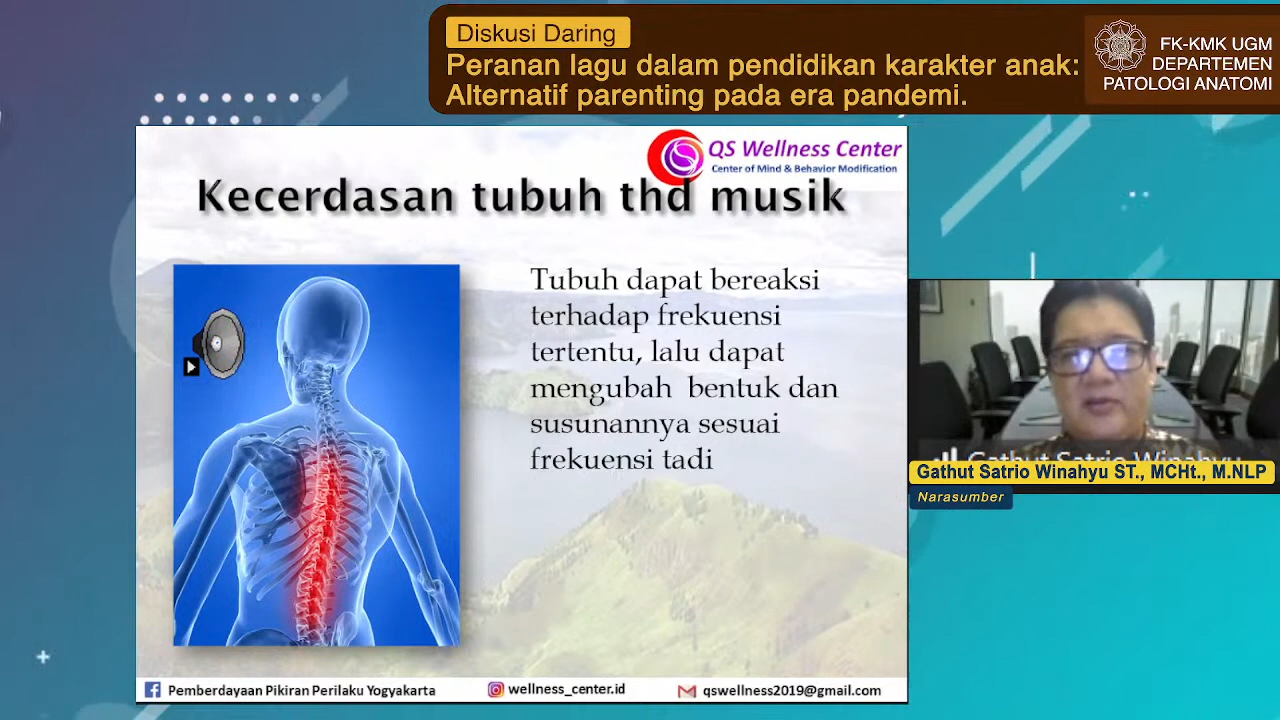 Diskusi Daring
Peranan lagu dalam pendidikan karakter anak:
Alternatif parenting pada era pandemi.
FK-KMK UGM
DEPARTEMEN
PATOLOGI ANATOMI
QS Wellness Center
Center of Mind & Behavior Modification
Kecerdasan tubuh thd musik
Tubuh dapat bereaksi
terhadap frekuensi
tertentu, lalu dapat
mengubah bentuk dan
susunannya sesuai
frekuensi tadi
Gathut Satrio Winahyu
Gathut Satrio Winahyu ST., MCHt., M.NLP
Narasumber
Pemberdayaan Pikiran Perilaku Yogyakarta
wellness_center.id
qswellness2019@gmail.com